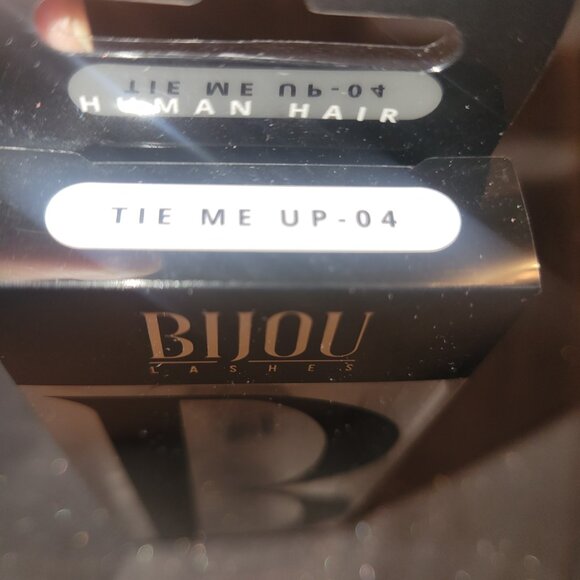 TIE ME UP-04
HUMAN HAIR
TIE ME UP-04
BIJOU
LASHES
B